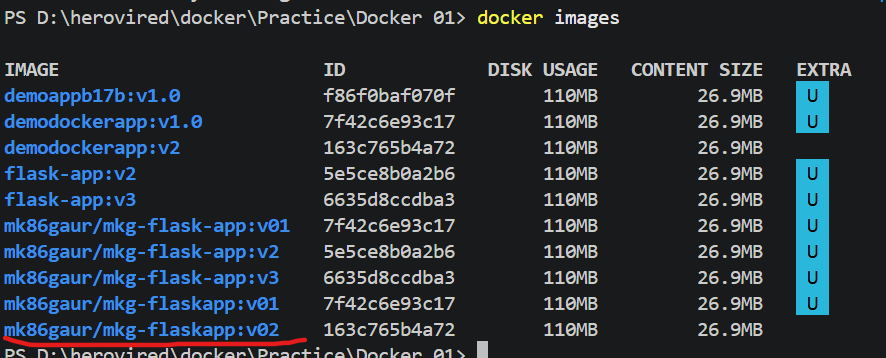 PS D:\herovired\docker\Practice\Docker 01> docker images
IMAGE ID DISK USAGE CONTENT SIZE EXTRA
demoappb17b:v1.0 f86f0baf070f 110MB 26.9MB U
demodockerapp:v1.0 7f42c6e93c17 110MB 26.9MB U
demodockerapp:v2 163c765b4a72 110MB 26.9MB
flask-app:v2 5e5ce8b0a2b6 110MB 26.9MB U
flask-app:v3 6635d8ccdba3 110MB 26.9MB U
mk86gaur/mkg-flask-app:v01 7f42c6e93c17 110MB 26.9MB U
mk86gaur/mkg-flask-app:v2 5e5ce8b0a2b6 110MB 26.9MB U
mk86gaur/mkg-flask-app:v3 6635d8ccdba3 110MB 26.9MB U
mk86gaur/mkg-flaskapp:v01 7f42c6e93c17 110MB 26.9MB U
mk86gaur/mkg-flaskapp:v02 163c765b4a72 110MB 26.9MB
PS D:\herovired\docker\Practice\Docker 01>